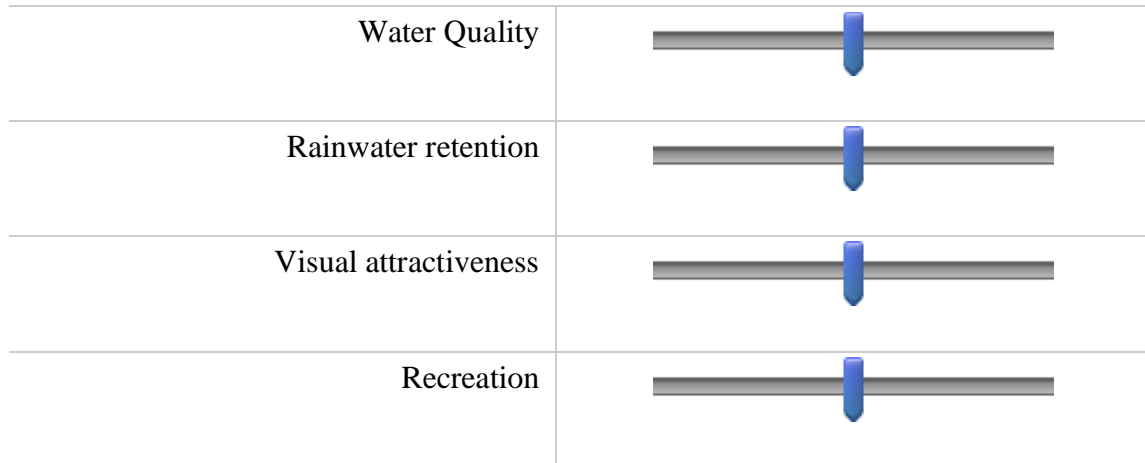 Water Quality
Rainwater retention
Visual attractiveness
Recreation